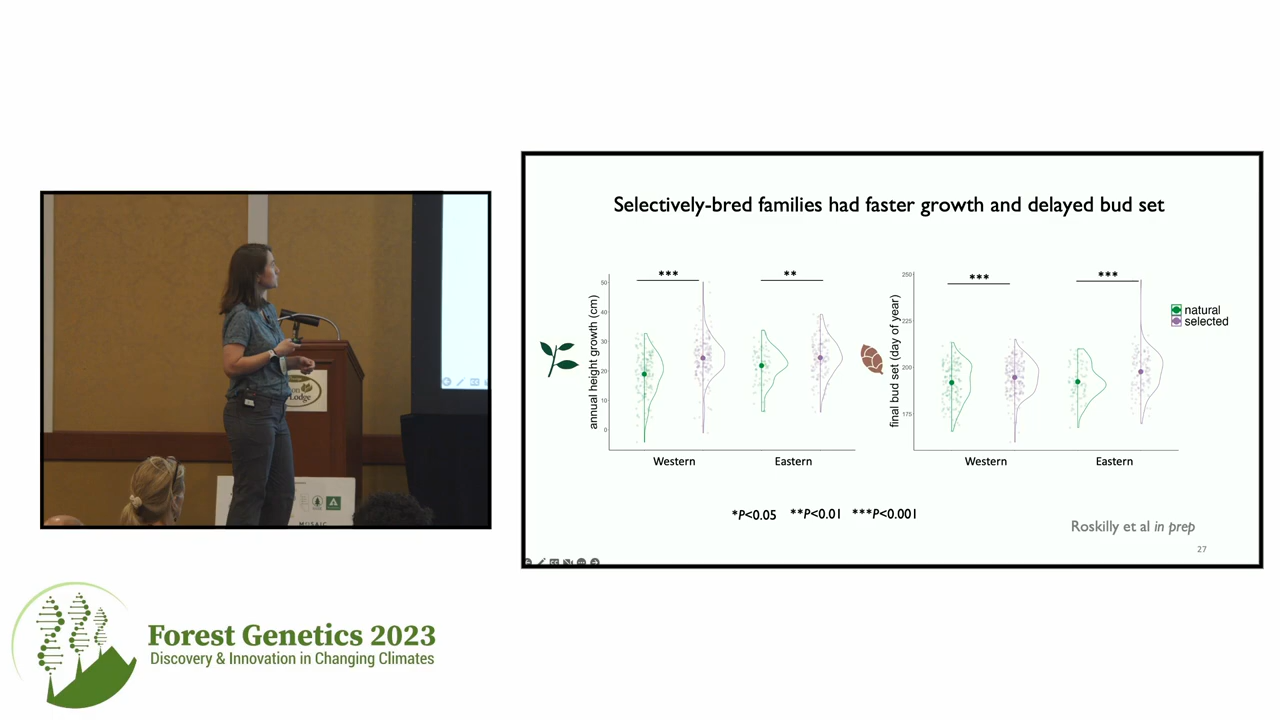 Selectively-bred families had faster growth and delayed bud set
annual height growth (cm)
50
40
30
20
10
0
***
**
Western
Eastern
final bud set (day of year)
250
225
200
175
***
***
Western
Eastern
natural
selected
*P<0.05 **P<0.01 ***P<0.001
Roskilly et al in prep
27
Lodge
MOSAIC
Forest Genetics 2023
Discovery & Innovation in Changing Climates